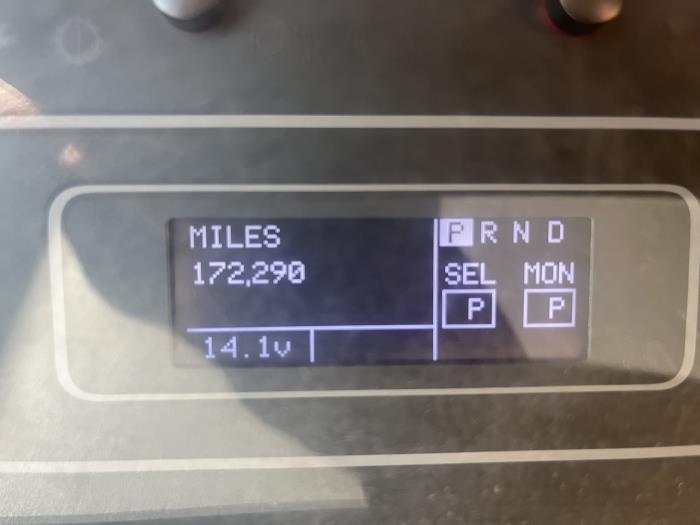 MILES
172,290
14.1v
P R N D
SEL MON
P P